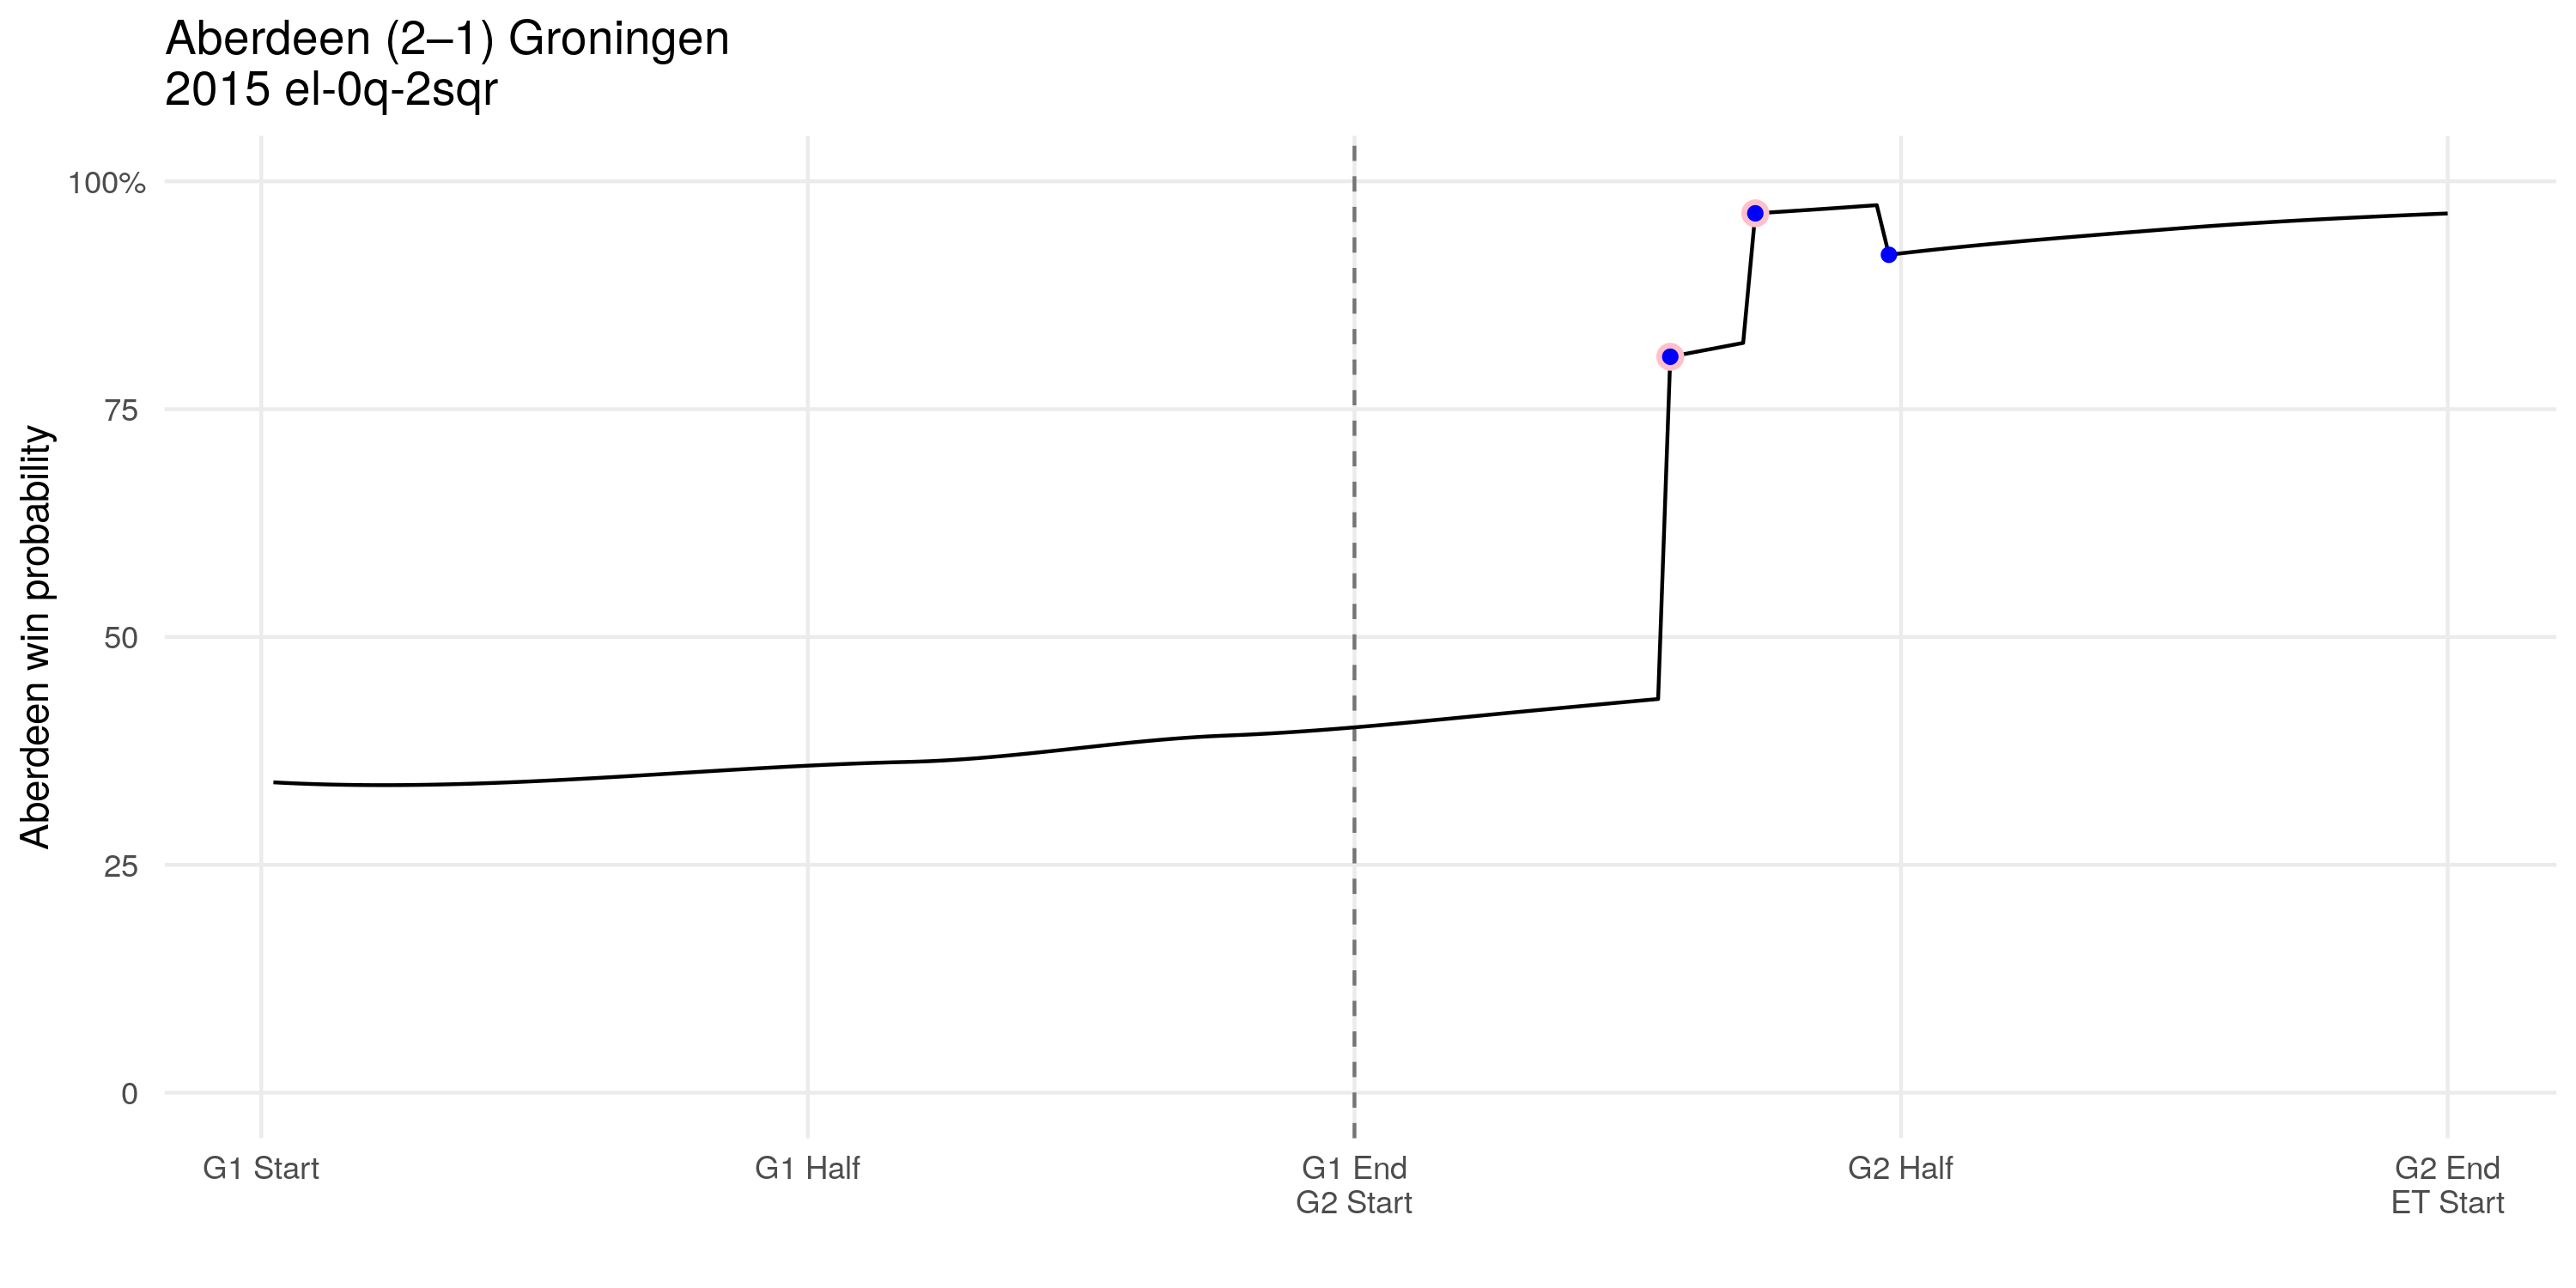 Aberdeen (2–1) Groningen
2015 el-0q-2sqr
Aberdeen win probability
100%
75
50
25
0
G1 Start
G1 Half
G1 End
G2 Start
G2 Half
G2 End
ET Start